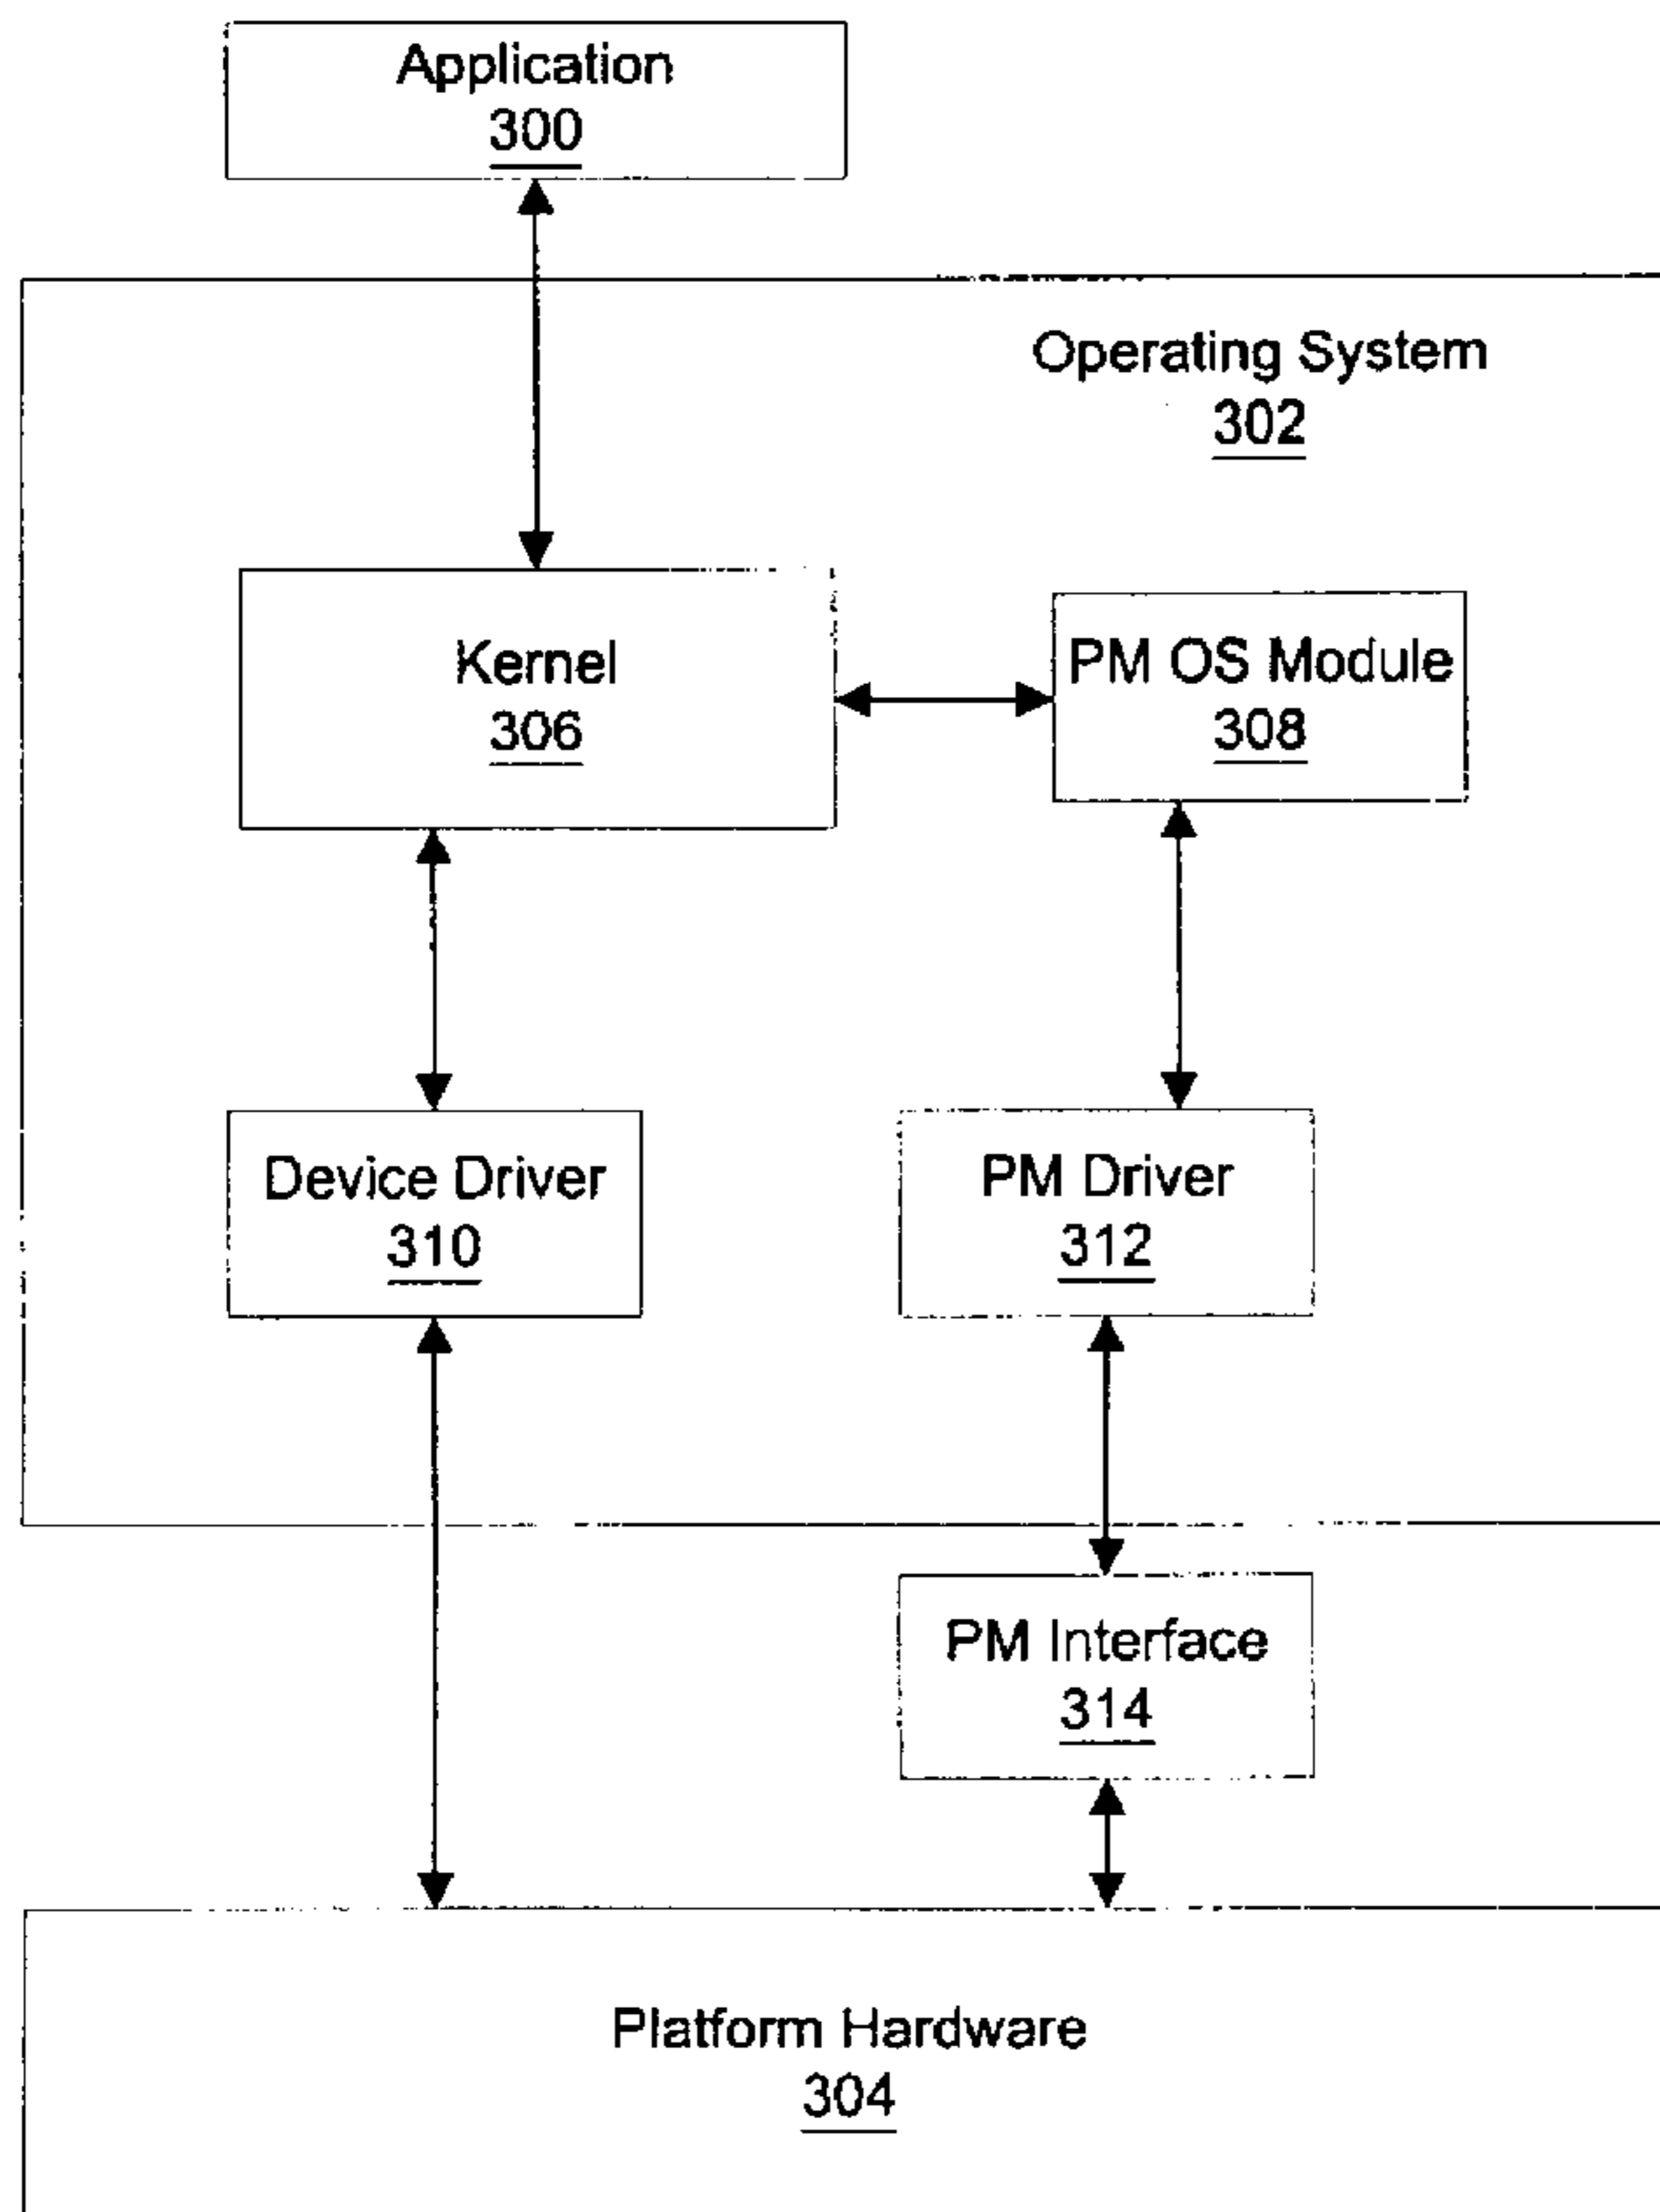 Application
300
Operating System
302
Kernel
306
PM OS Module
308
Device Driver
310
PM Driver
312
PM Interface
314
Platform Hardware
304